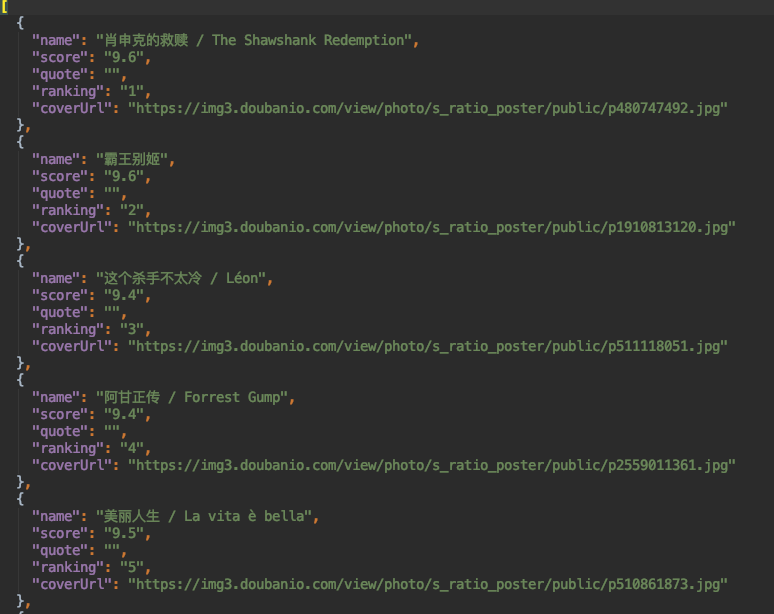 [
{
"name": "肖申克的救赎 / The Shawshank Redemption",
"score": "9.6",
"quote": "",
"ranking": "1",
"coverUrl": "https://img3.doubanio.com/view/photo/s_ratio_poster/public/p480747492.jpg"
},
{
"name": "霸王别姬",
"score": "9.6",
"quote": "",
"ranking": "2",
"coverUrl": "https://img3.doubanio.com/view/photo/s_ratio_poster/public/p1910813120.jpg"
},
{
"name": "这个杀手不太冷 / Léon",
"score": "9.4",
"quote": "",
"ranking": "3",
"coverUrl": "https://img3.doubanio.com/view/photo/s_ratio_poster/public/p511118051.jpg"
},
{
"name": "阿甘正传 / Forrest Gump",
"score": "9.4",
"quote": "",
"ranking": "4",
"coverUrl": "https://img3.doubanio.com/view/photo/s_ratio_poster/public/p2559011361.jpg"
},
{
"name": "美丽人生 / La vita è bella",
"score": "9.5",
"quote": "",
"ranking": "5",
"coverUrl": "https://img3.doubanio.com/view/photo/s_ratio_poster/public/p510861873.jpg"
},